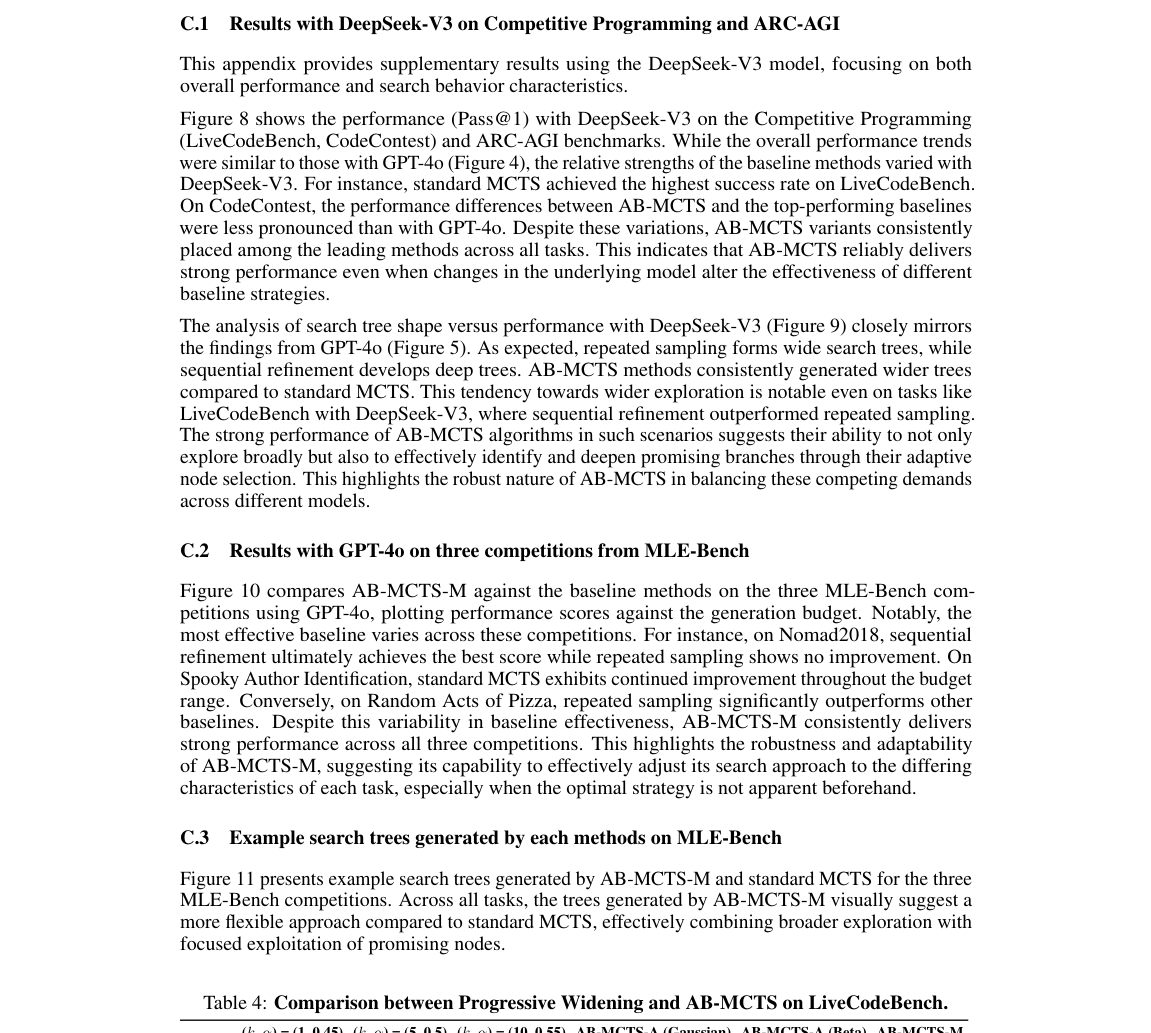 C.1 Results with DeepSeek-V3 on Competitive Programming and ARC-AGI
This appendix provides supplementary results using the DeepSeek-V3 model, focusing on both
overall performance and search behavior characteristics.
Figure 8 shows the performance (Pass@1) with DeepSeek-V3 on the Competitive Programming
(LiveCodeBench, CodeContest) and ARC-AGI benchmarks. While the overall performance trends
were similar to those with GPT-4o (Figure 4), the relative strengths of the baseline methods varied with
DeepSeek-V3. For instance, standard MCTS achieved the highest success rate on LiveCodeBench.
On CodeContest, the performance differences between AB-MCTS and the top-performing baselines
were less pronounced than with GPT-4o. Despite these variations, AB-MCTS variants consistently
placed among the leading methods across all tasks. This indicates that AB-MCTS reliably delivers
strong performance even when changes in the underlying model alter the effectiveness of different
baseline strategies.
The analysis of search tree shape versus performance with DeepSeek-V3 (Figure 9) closely mirrors
the findings from GPT-4o (Figure 5). As expected, repeated sampling forms wide search trees, while
sequential refinement develops deep trees. AB-MCTS methods consistently generated wider trees
compared to standard MCTS. This tendency towards wider exploration is notable even on tasks like
LiveCodeBench with DeepSeek-V3, where sequential refinement outperformed repeated sampling.
The strong performance of AB-MCTS algorithms in such scenarios suggests their ability to not only
explore broadly but also to effectively identify and deepen promising branches through their adaptive
node selection. This highlights the robust nature of AB-MCTS in balancing these competing demands
across different models.
C.2 Results with GPT-4o on three competitions from MLE-Bench
Figure 10 compares AB-MCTS-M against the baseline methods on the three MLE-Bench com-
petitions using GPT-4o, plotting performance scores against the generation budget. Notably, the
most effective baseline varies across these competitions. For instance, on Nomad2018, sequential
refinement ultimately achieves the best score while repeated sampling shows no improvement. On
Spooky Author Identification, standard MCTS exhibits continued improvement throughout the budget
range. Conversely, on Random Acts of Pizza, repeated sampling significantly outperforms other
baselines. Despite this variability in baseline effectiveness, AB-MCTS-M consistently delivers
strong performance across all three competitions. This highlights the robustness and adaptability
of AB-MCTS-M, suggesting its capability to effectively adjust its search approach to the differing
characteristics of each task, especially when the optimal strategy is not apparent beforehand.
C.3 Example search trees generated by each methods on MLE-Bench
Figure 11 presents example search trees generated by AB-MCTS-M and standard MCTS for the three
MLE-Bench competitions. Across all tasks, the trees generated by AB-MCTS-M visually suggest a
more flexible approach compared to standard MCTS, effectively combining broader exploration with
focused exploitation of promising nodes.
Table 4: Comparison between Progressive Widening and AB-MCTS on LiveCodeBench.
(k, α) = (1, 0.45) (k, α) = (5, 0.5) (k, α) = (10, 0.55) AB-MCTS-A (Gaussian) AB-MCTS-A (Beta) AB-MCTS-M